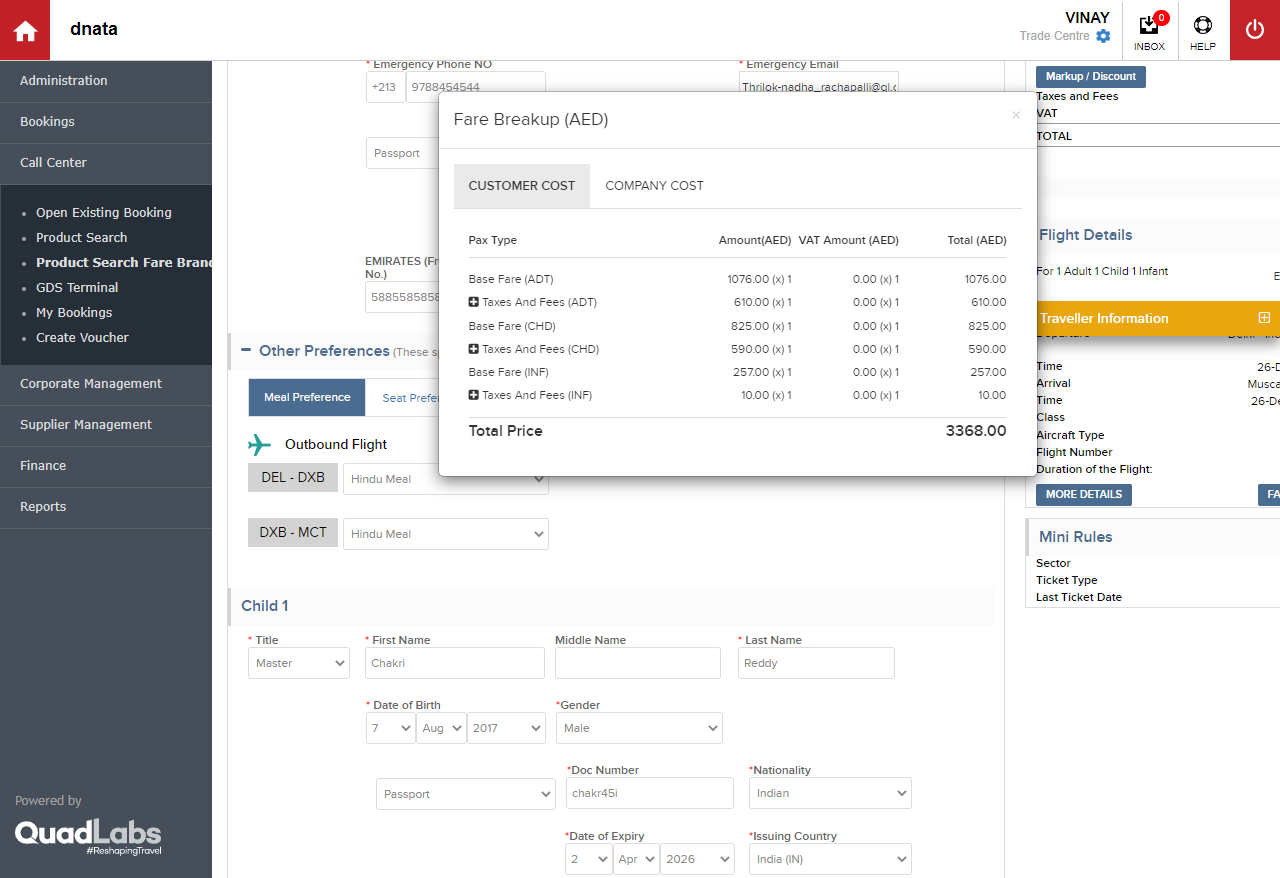 dnata
VINAY
Trade Centre
0
INBOX
HELP
Administration
Bookings
Call Center
Open Existing Booking
Product Search
Product Search Fare Brand
GDS Terminal
My Bookings
Create Voucher
Corporate Management
Supplier Management
Finance
Reports
Powered by
QuadLabs
#ReshapingTravel
* Emergency Phone NO
* Emergency Email
+213
9788454544
Thrilok-nadha_rachapalli@ql.c
Passport
EMIRATES (Fr
No.)
5885585858
Other Preferences (These s
Meal Preference
Seat Prefer
Outbound Flight
DEL - DXB
Hindu Meal
DXB - MCT
Hindu Meal
Fare Breakup (AED)
×
CUSTOMER COST
COMPANY COST
Pax Type Amount(AED) VAT Amount (AED) Total (AED)
Base Fare (ADT) 1076.00 (x) 1 0.00 (x) 1 1076.00
Taxes And Fees (ADT) 610.00 (x) 1 0.00 (x) 1 610.00
Base Fare (CHD) 825.00 (x) 1 0.00 (x) 1 825.00
Taxes And Fees (CHD) 590.00 (x) 1 0.00 (x) 1 590.00
Base Fare (INF) 257.00 (x) 1 0.00 (x) 1 257.00
Taxes And Fees (INF) 10.00 (x) 1 0.00 (x) 1 10.00
Total Price 3368.00
Child 1
* Title
* First Name
Middle Name
* Last Name
Master
Chakri
Reddy
* Date of Birth
*Gender
7
Aug
2017
Male
*Doc Number
*Nationality
Passport
chakr45i
Indian
*Date of Expiry
*Issuing Country
2
Apr
2026
India (IN)
Markup / Discount
Taxes and Fees
VAT
TOTAL
Flight Details
For 1 Adult 1 Child 1 Infant
E
Traveller Information
Time 26-D
Arrival Musca
Time 26-De
Class
Aircraft Type
Flight Number
Duration of the Flight:
MORE DETAILS
FA
Mini Rules
Sector
Ticket Type
Last Ticket Date